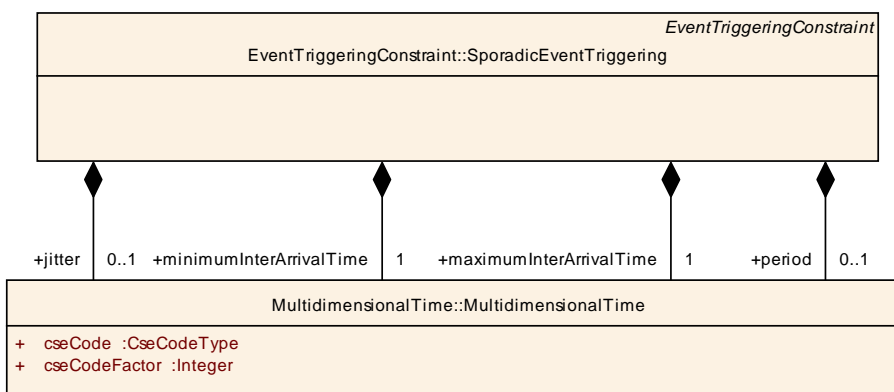 EventTriggeringConstraint
EventTriggeringConstraint::SporadicEventTriggering
+jitter 0..1 +minimumInterArrivalTime 1 +maximumInterArrivalTime 1 +period 0..1
MultidimensionalTime::MultidimensionalTime
+ cseCode :CseCodeType
+ cseCodeFactor :Integer